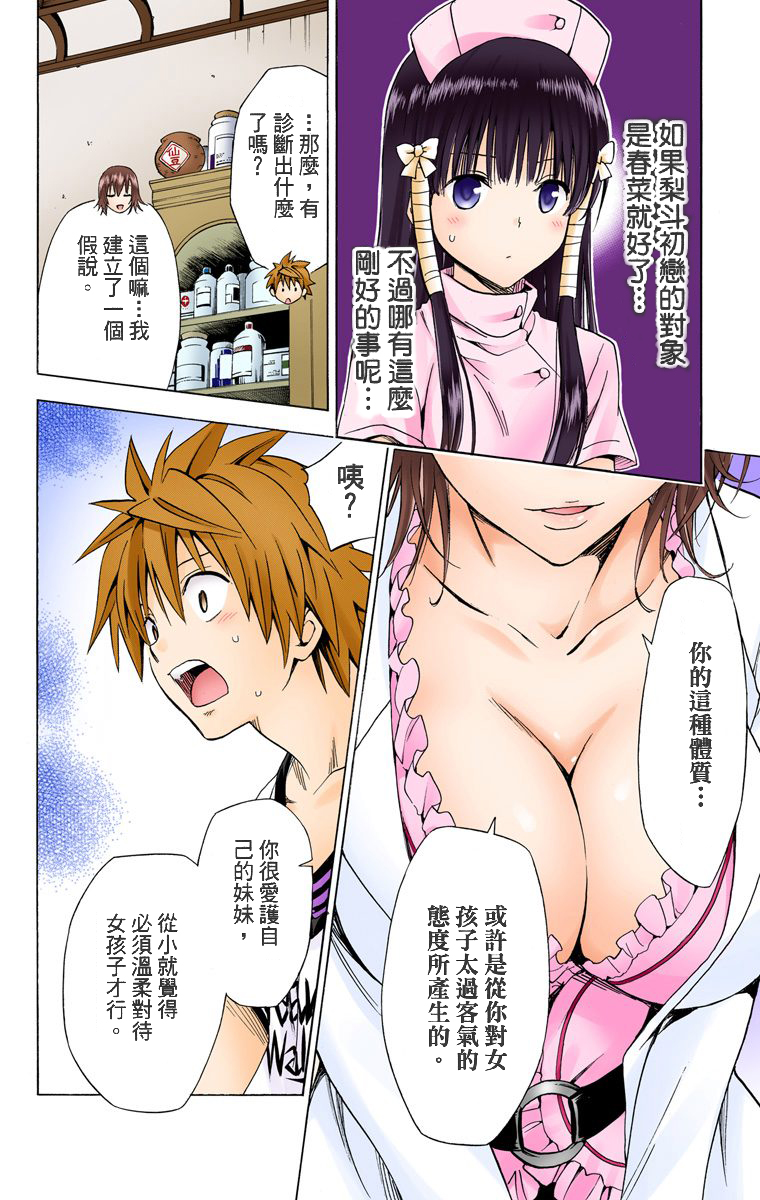 如果梨斗初戀的對象
是春菜就好了…
不過哪有這麼
剛好的事呢…
…那麼，有
診斷出什麼
了嗎？
仙豆
這個嘛…我
建立了一個
假說。
你的這種體質…
或許是從你對女
孩子太過客氣的
態度所產生的。
咦？
你很愛護自
己的妹妹，
從小就覺得
必須溫柔對待
女孩子才行。